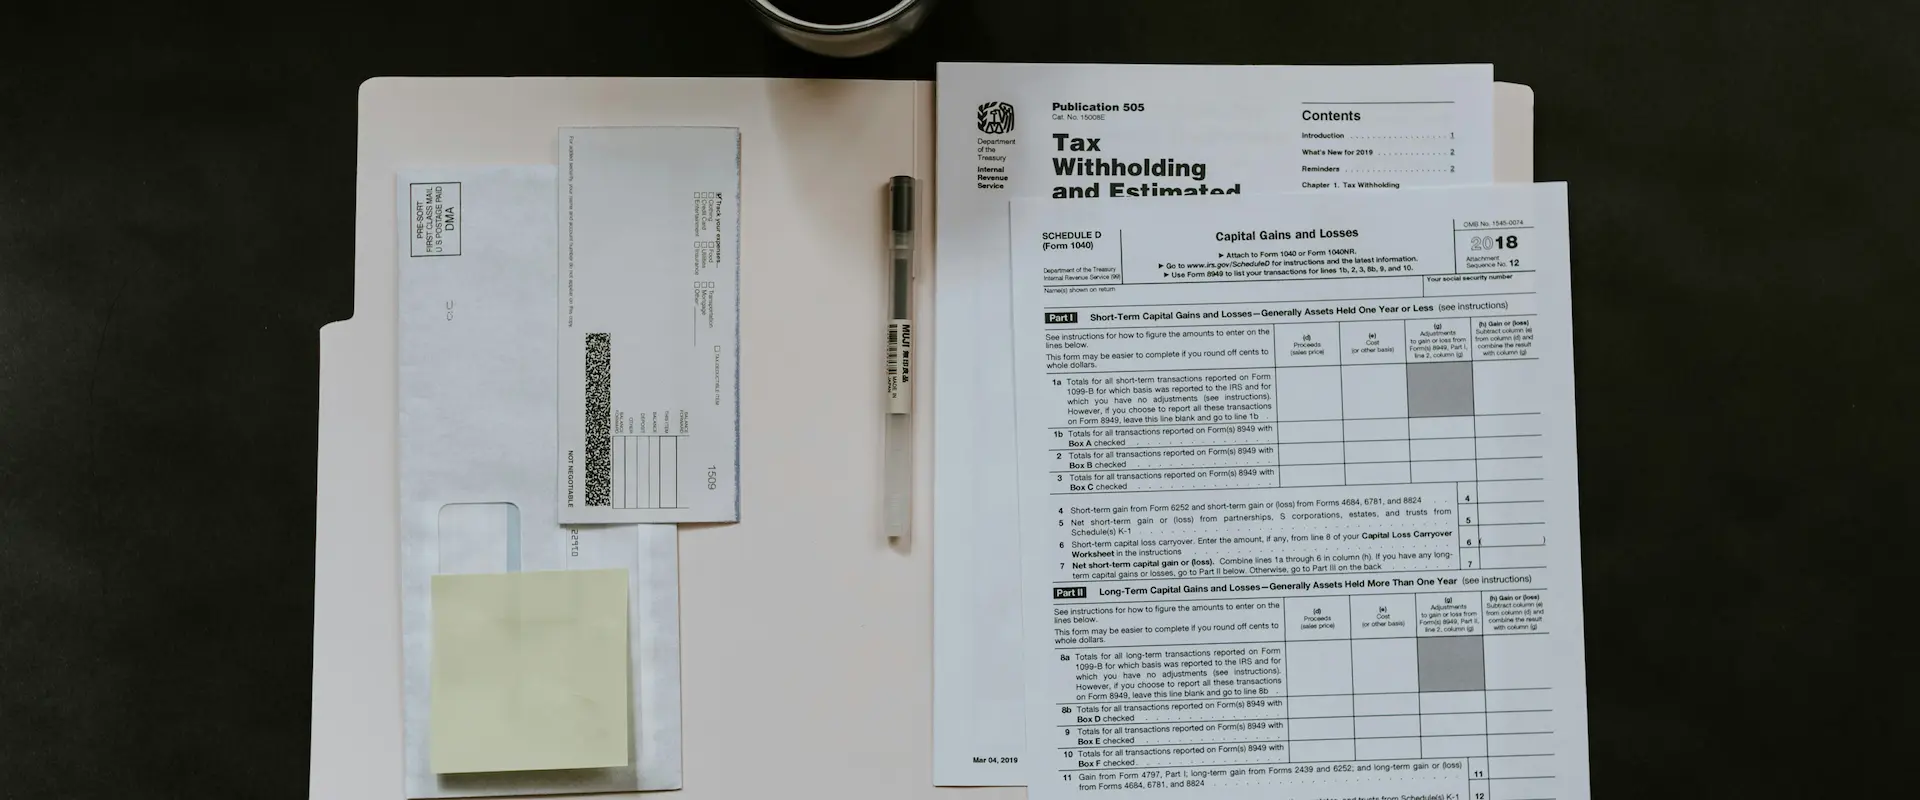 PRE-SORT
FIRST CLASS MAIL
U S POSTAGE PAID
DMA
Track your expenses...
Clothing
Food
Transportation
Credit Card
Utilities
Mortgage
Entertainment
Insurance
Other
TAX DEDUCTIBLE ITEM
BALANCE
FORWARD
THIS ITEM
BALANCE
DEPOSIT
OTHER
BALANCE
FORWARD
1509
NOT NEGOTIABLE
MUJI 無印良品
MADE IN
JAPAN
Department
of the
Treasury
Internal
Revenue
Service
Publication 505
Cat. No. 15008E
Tax
Withholding
and Estimated
Contents
Introduction . . . . . . . . . . . . . . . . . . 1
What's New for 2019 . . . . . . . . . . . . 2
Reminders . . . . . . . . . . . . . . . . . . . 2
Chapter 1. Tax Withholding
Mar 04, 2019
SCHEDULE D
(Form 1040)
Department of the Treasury
Internal Revenue Service (99)
Capital Gains and Losses
► Attach to Form 1040 or Form 1040NR.
► Go to www.irs.gov/ScheduleD for instructions and the latest information.
► Use Form 8949 to list your transactions for lines 1b, 2, 3, 8b, 9, and 10.
OMB No. 1545-0074
2018
Attachment
Sequence No. 12
Name(s) shown on return
Your social security number
Part I Short-Term Capital Gains and Losses—Generally Assets Held One Year or Less (see instructions)
See instructions for how to figure the amounts to enter on the
lines below.
This form may be easier to complete if you round off cents to
whole dollars.
(d)
Proceeds
(sales price)
(e)
Cost
(or other basis)
(g)
Adjustments
to gain or loss from
Form(s) 8949, Part I,
line 2, column (g)
(h) Gain or (loss)
Subtract column (e)
from column (d) and
combine the result
with column (g)
1a Totals for all short-term transactions reported on Form
1099-B for which basis was reported to the IRS and for
which you have no adjustments (see instructions).
However, if you choose to report all these transactions
on Form 8949, leave this line blank and go to line 1b .
1b Totals for all transactions reported on Form(s) 8949 with
Box A checked . . . . . . . . . . . . .
2 Totals for all transactions reported on Form(s) 8949 with
Box B checked . . . . . . . . . . . . .
3 Totals for all transactions reported on Form(s) 8949 with
Box C checked . . . . . . . . . . . . .
4 Short-term gain from Form 6252 and short-term gain or (loss) from Forms 4684, 6781, and 8824 . . 4
5 Net short-term gain or (loss) from partnerships, S corporations, estates, and trusts from
Schedule(s) K-1 . . . . . . . . . . . . . . . . . . . . . . . . . . 5
6 Short-term capital loss carryover. Enter the amount, if any, from line 8 of your Capital Loss Carryover
Worksheet in the instructions . . . . . . . . . . . . . . . . . . . . . . 6 ( )
7 Net short-term capital gain or (loss). Combine lines 1a through 6 in column (h). If you have any long-
term capital gains or losses, go to Part II below. Otherwise, go to Part III on the back . . . . . 7
Part II Long-Term Capital Gains and Losses—Generally Assets Held More Than One Year (see instructions)
See instructions for how to figure the amounts to enter on the
lines below.
This form may be easier to complete if you round off cents to
whole dollars.
(d)
Proceeds
(sales price)
(e)
Cost
(or other basis)
(g)
Adjustments
to gain or loss from
Form(s) 8949, Part II,
line 2, column (g)
(h) Gain or (loss)
Subtract column (e)
from column (d) and
combine the result
with column (g)
8a Totals for all long-term transactions reported on Form
1099-B for which basis was reported to the IRS and for
which you have no adjustments (see instructions).
However, if you choose to report all these transactions
on Form 8949, leave this line blank and go to line 8b .
8b Totals for all transactions reported on Form(s) 8949 with
Box D checked . . . . . . . . . . . . .
9 Totals for all transactions reported on Form(s) 8949 with
Box E checked . . . . . . . . . . . . .
10 Totals for all transactions reported on Form(s) 8949 with
Box F checked . . . . . . . . . . . . .
11 Gain from Form 4797, Part I; long-term gain from Forms 2439 and 6252; and long-term gain or (loss)
from Forms 4684, 6781, and 8824 . . . . . . . . . . . . . . . . . . . . 11
and trusts from Schedule(s) K-1 12